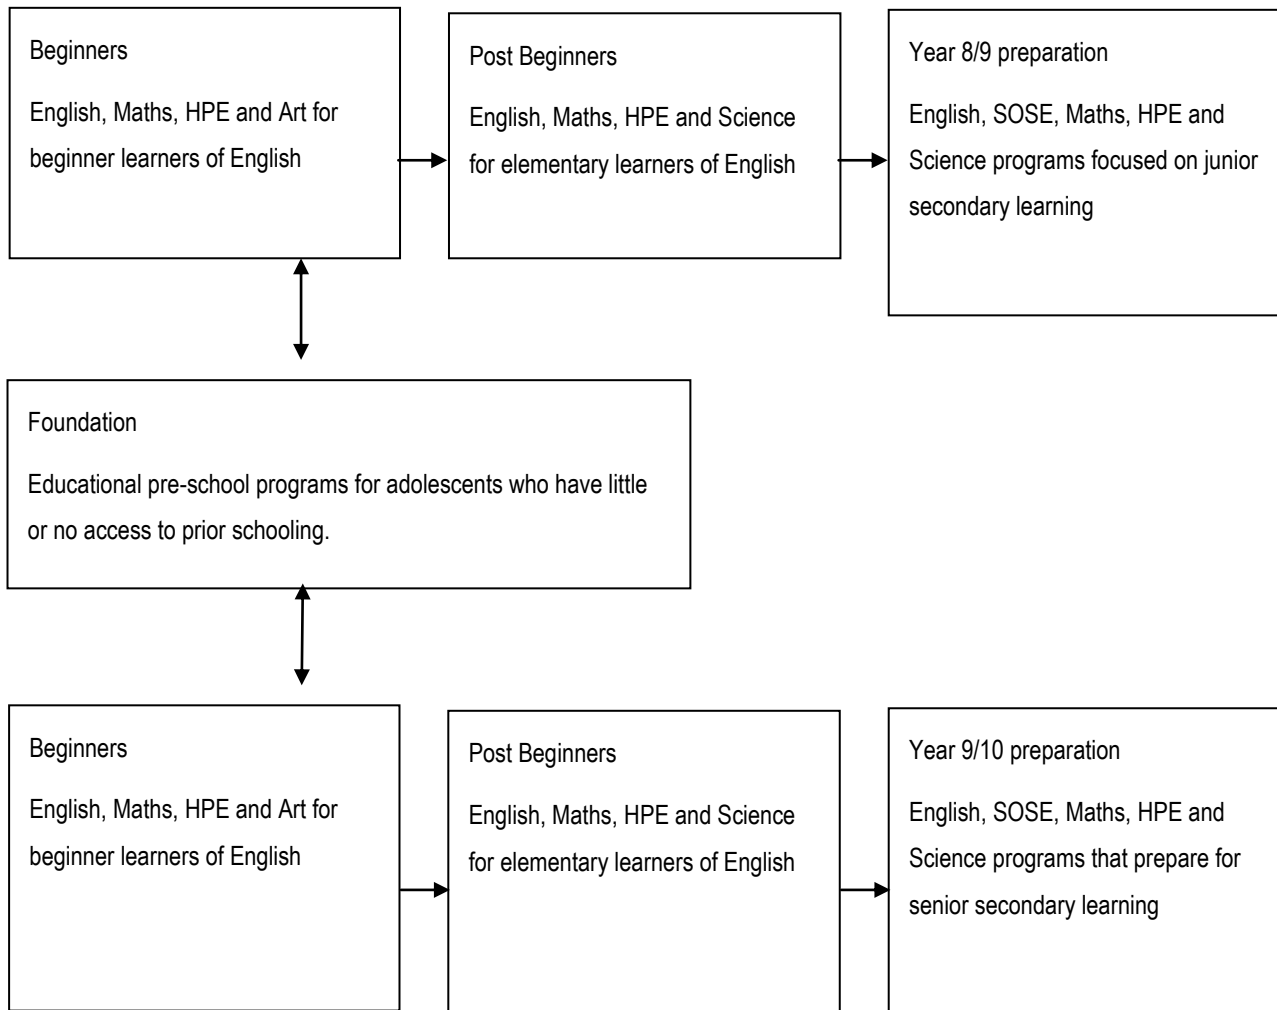 Beginners
English, Maths, HPE and Art for
beginner learners of English
Post Beginners
English, Maths, HPE and Science
for elementary learners of English
Year 8/9 preparation
English, SOSE, Maths, HPE and
Science programs focused on junior
secondary learning
Foundation
Educational pre-school programs for adolescents who have little
or no access to prior schooling.
Beginners
English, Maths, HPE and Art for
beginner learners of English
Post Beginners
English, Maths, HPE and Science
for elementary learners of English
Year 9/10 preparation
English, SOSE, Maths, HPE and
Science programs that prepare for
senior secondary learning